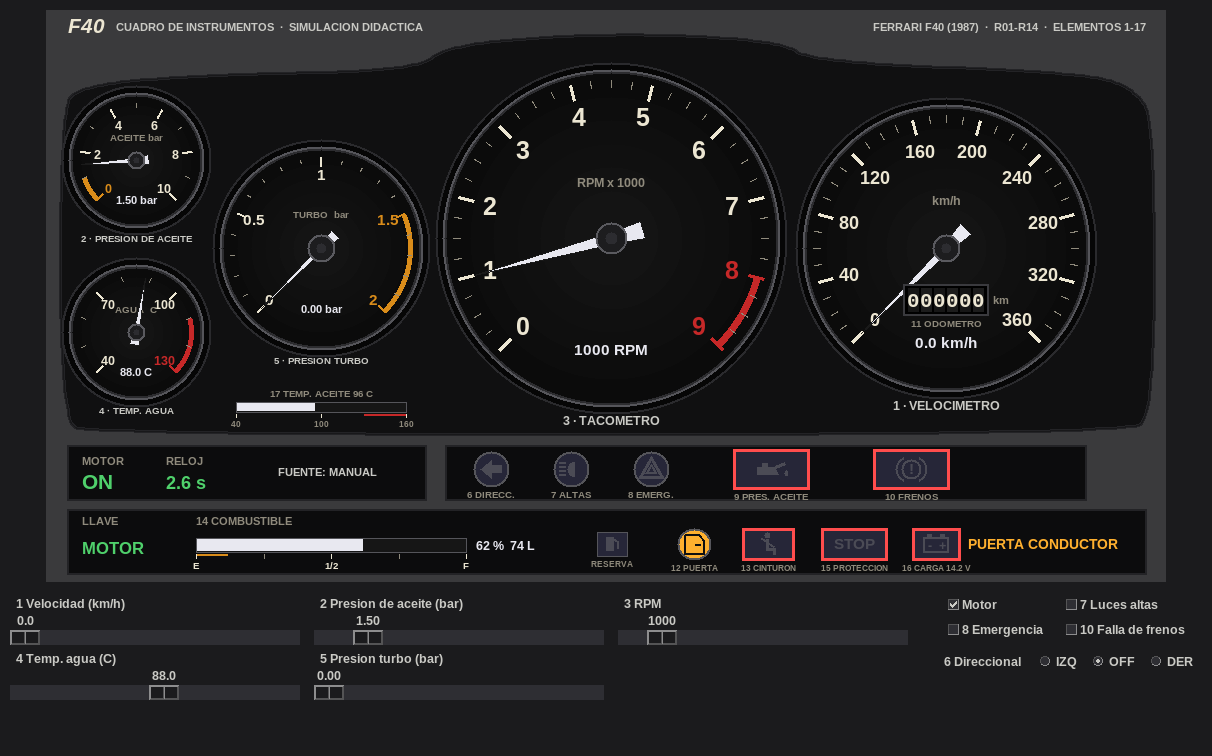 F40 CUADRO DE INSTRUMENTOS · SIMULACION DIDACTICA
FERRARI F40 (1987) · R01-R14 · ELEMENTOS 1-17
0 2 4 6 8 10
ACEITE bar
1.50 bar
2 · PRESION DE ACEITE
40 70 100 130
AGUA C
88.0 C
4 · TEMP. AGUA
0 0.5 1 1.5 2
TURBO bar
0.00 bar
5 · PRESION TURBO
17 TEMP. ACEITE 96 C
40 100 160
0 1 2 3 4 5 6 7 8 9
RPM x 1000
1000 RPM
3 · TACOMETRO
0 40 80 120 160 200 240 280 320 360
km/h
000000 km
11 ODOMETRO
0.0 km/h
1 · VELOCIMETRO
MOTOR
ON
RELOJ
2.6 s
FUENTE: MANUAL
6 DIRECC.
7 ALTAS
8 EMERG.
9 PRES. ACEITE
10 FRENOS
LLAVE
MOTOR
14 COMBUSTIBLE
E 1/2 F
62 % 74 L
RESERVA
12 PUERTA
13 CINTURON
STOP
15 PROTECCION
16 CARGA 14.2 V
PUERTA CONDUCTOR
1 Velocidad (km/h)
0.0
2 Presion de aceite (bar)
1.50
3 RPM
1000
4 Temp. agua (C)
88.0
5 Presion turbo (bar)
0.00
Motor
7 Luces altas
8 Emergencia
10 Falla de frenos
6 Direccional IZQ OFF DER